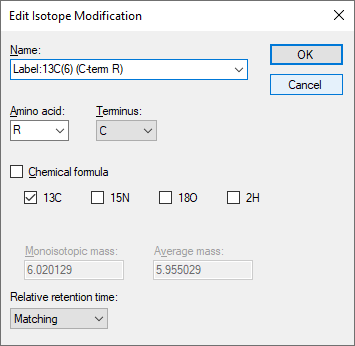 Edit Isotope Modification
Name:
Label:13C(6) (C-term R)
OK
Cancel
Amino acid: Terminus:
R C
Chemical formula
13C 15N 18O 2H
Monoisotopic mass: Average mass:
6.020129 5.955029
Relative retention time:
Matching